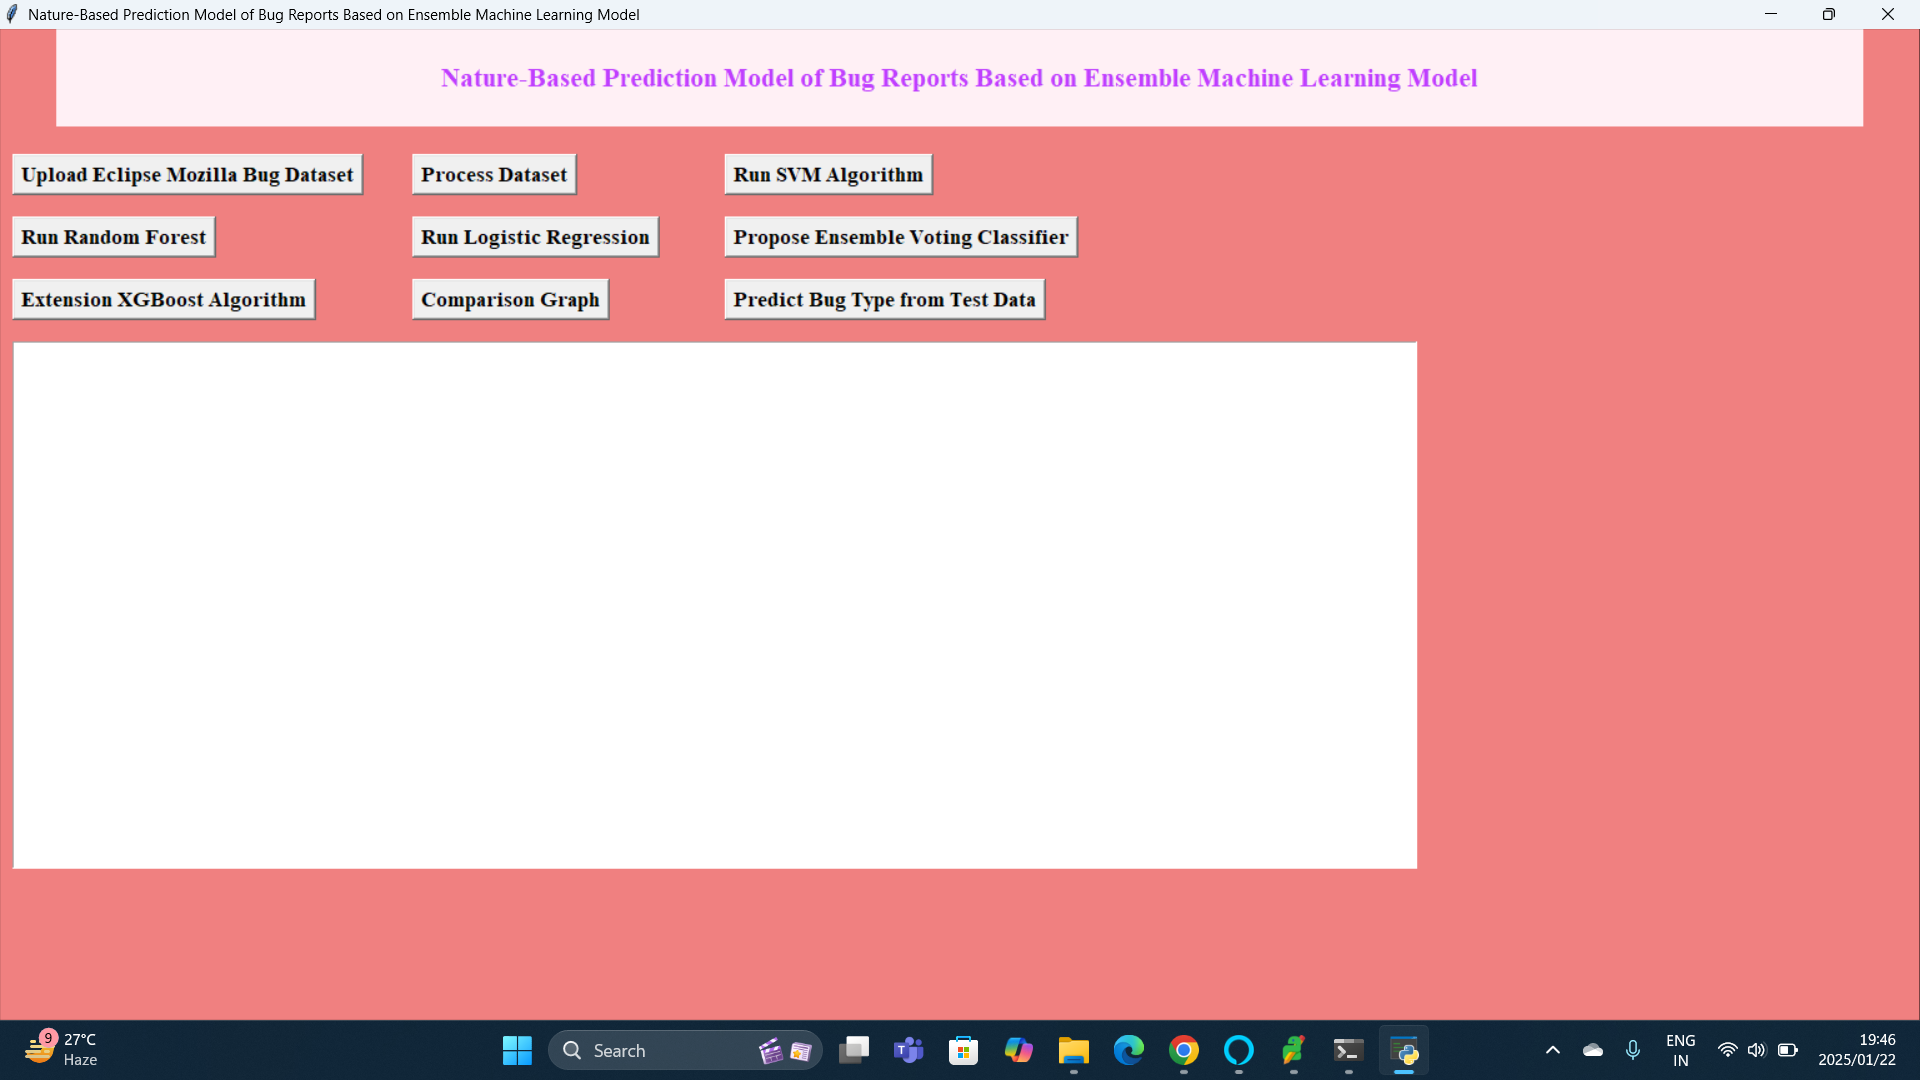 Nature-Based Prediction Model of Bug Reports Based on Ensemble Machine Learning Model
Nature-Based Prediction Model of Bug Reports Based on Ensemble Machine Learning Model
Upload Eclipse Mozilla Bug Dataset
Process Dataset
Run SVM Algorithm
Run Random Forest
Run Logistic Regression
Propose Ensemble Voting Classifier
Extension XGBoost Algorithm
Comparison Graph
Predict Bug Type from Test Data
9
27°C
Haze
Search
ENG
IN
19:46
2025/01/22